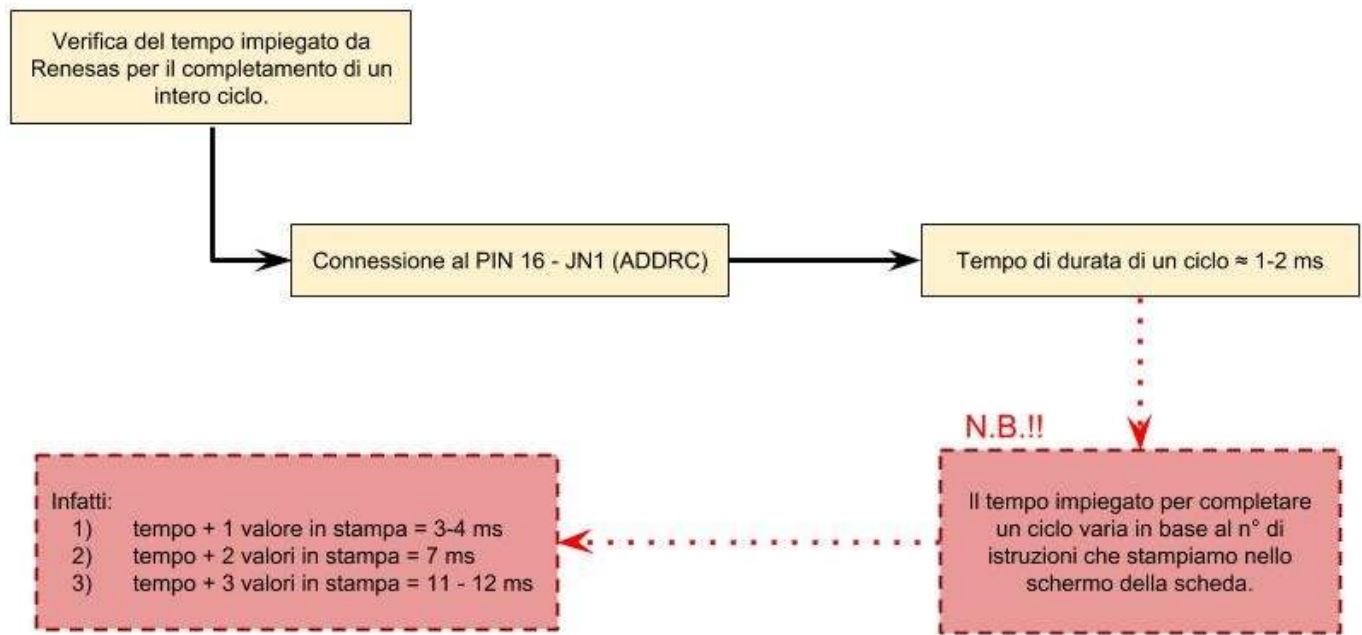 Verifica del tempo impiegato da
Renesas per il completamento di un
intero ciclo.
Connessione al PIN 16 - JN1 (ADDRC)
Tempo di durata di un ciclo ≈ 1-2 ms
N.B.!!
Il tempo impiegato per completare
un ciclo varia in base al n° di
istruzioni che stampiamo nello
schermo della scheda.
Infatti:
1) tempo + 1 valore in stampa = 3-4 ms
2) tempo + 2 valori in stampa = 7 ms
3) tempo + 3 valori in stampa = 11 - 12 ms